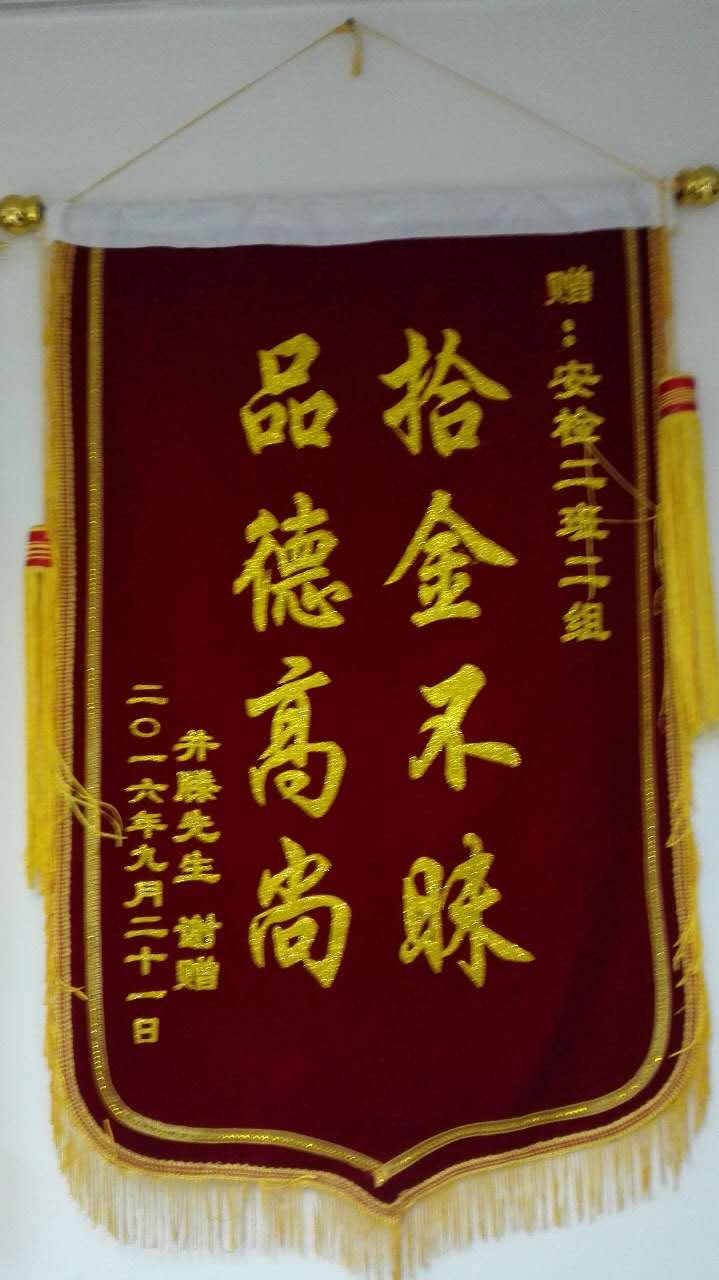 赠：安检二班二组
拾金不昧
品德高尚
井滕先生 谢赠
二〇一六年九月二十一日